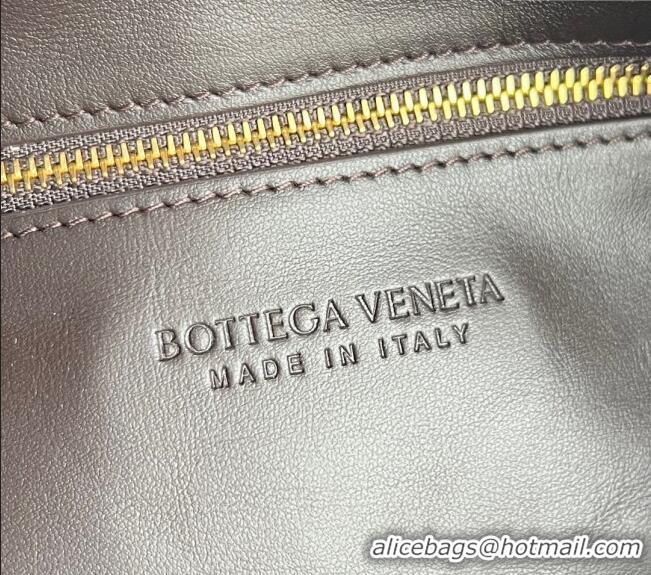 BOTTEGA VENETA
MADE IN ITALY
alicebags@hotmail.com